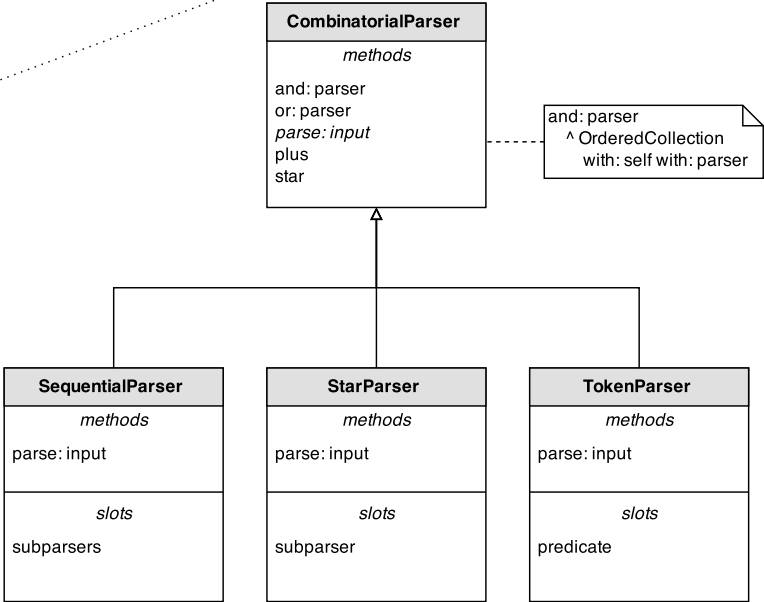 CombinatorialParser
methods
and: parser
or: parser
parse: input
plus
star
and: parser
^ OrderedCollection
with: self with: parser
SequentialParser
methods
parse: input
slots
subparsers
StarParser
methods
parse: input
slots
subparser
TokenParser
methods
parse: input
slots
predicate